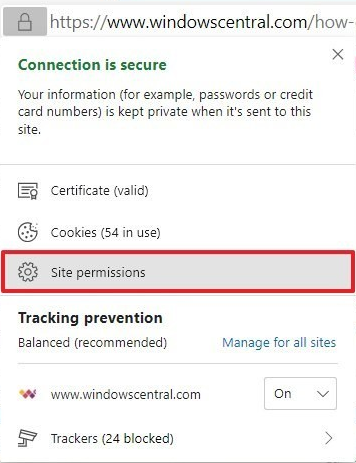 https://www.windowscentral.com/how-
Connection is secure
Your information (for example, passwords or credit
card numbers) is kept private when it's sent to this
site.
Certificate (valid)
Cookies (54 in use)
Site permissions
Tracking prevention
Balanced (recommended) Manage for all sites
www.windowscentral.com On
Trackers (24 blocked)